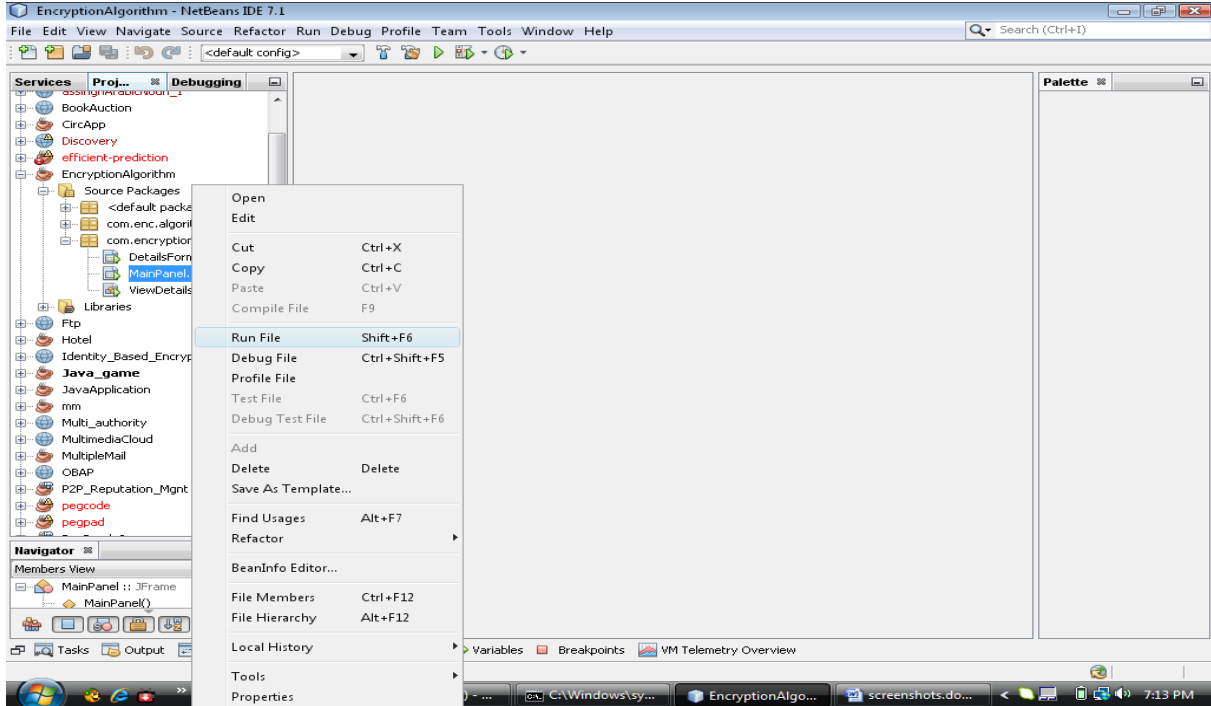 EncryptionAlgorithm - NetBeans IDE 7.1
File Edit View Navigate Source Refactor Run Debug Profile Team Tools Window Help
Search (Ctrl+I)
<default config>
Services Proj... Debugging
Palette
BookAuction
CircApp
Discovery
efficient-prediction
EncryptionAlgorithm
Source Packages
<default packa
com.enc.algorit
com.encryption
DetailsForn
MainPanel.
ViewDetails
Libraries
Ftp
Hotel
Identity_Based_Encryp
Java_game
JavaApplication
mm
Multi_authority
MultimediaCloud
MultipleMail
OBAP
P2P_Reputation_Mgnt
pegcode
pegpad
Open
Edit
Cut Ctrl+X
Copy Ctrl+C
Paste Ctrl+V
Compile File F9
Run File Shift+F6
Debug File Ctrl+Shift+F5
Profile File
Test File Ctrl+F6
Debug Test File Ctrl+Shift+F6
Add
Delete Delete
Save As Template...
Find Usages Alt+F7
Refactor
BeanInfo Editor...
File Members Ctrl+F12
File Hierarchy Alt+F12
Local History
Tools
Properties
Navigator
Members View
MainPanel :: JFrame
MainPanel()
Tasks Output Variables Breakpoints VM Telemetry Overview
) - ... C:\Windows\sy... EncryptionAlgo... screenshots.do... 7:13 PM